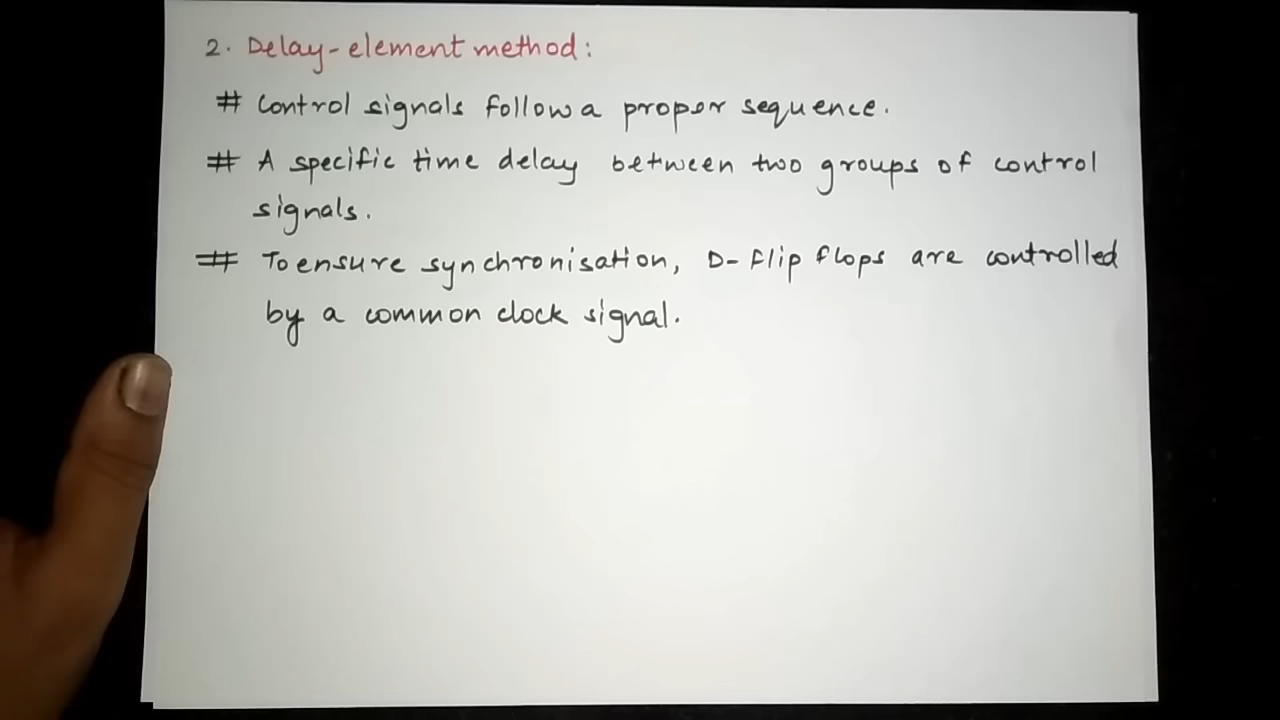 2. Delay-element method:
# Control signals follow a proper sequence.
# A specific time delay between two groups of control
signals.
# To ensure synchronisation, D-flip flops are controlled
by a common clock signal.